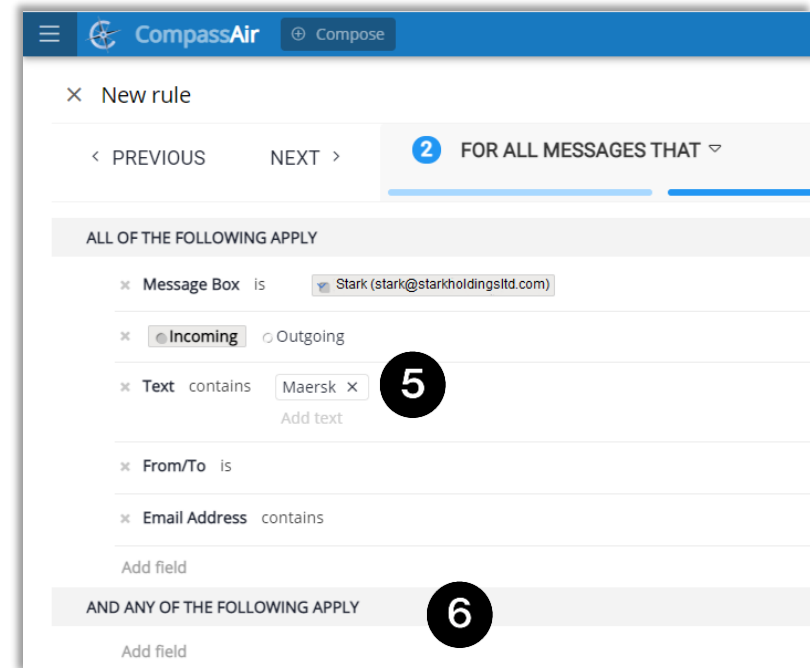 CompassAir Compose
New rule
PREVIOUS NEXT 2 FOR ALL MESSAGES THAT
ALL OF THE FOLLOWING APPLY
Message Box is Stark (stark@starkholdingsltd.com)
Incoming Outgoing
Text contains Maersk 5
Add text
From/To is
Email Address contains
Add field
AND ANY OF THE FOLLOWING APPLY 6
Add field